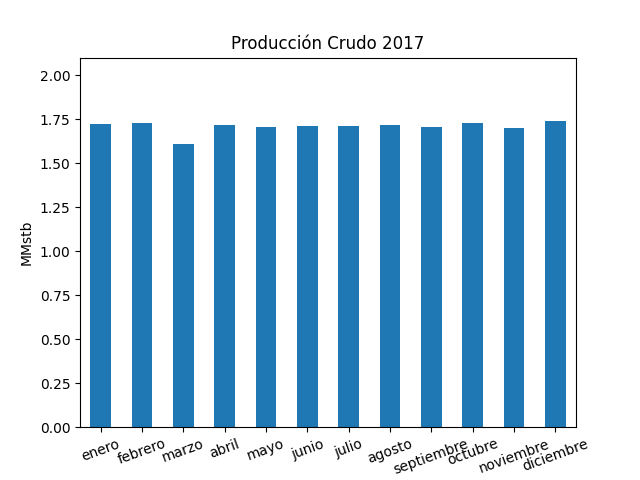 Producción Crudo 2017
MMstb
2.00
1.75
1.50
1.25
1.00
0.75
0.50
0.25
0.00
enero
febrero
marzo
abril
mayo
junio
julio
agosto
septiembre
octubre
noviembre
diciembre